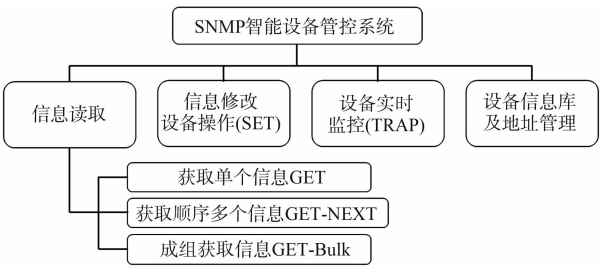 SNMP智能设备管控系统
信息读取
信息修改
设备操作(SET)
设备实时
监控(TRAP)
设备信息库
及地址管理
获取单个信息GET
获取顺序多个信息GET-NEXT
成组获取信息GET-Bulk